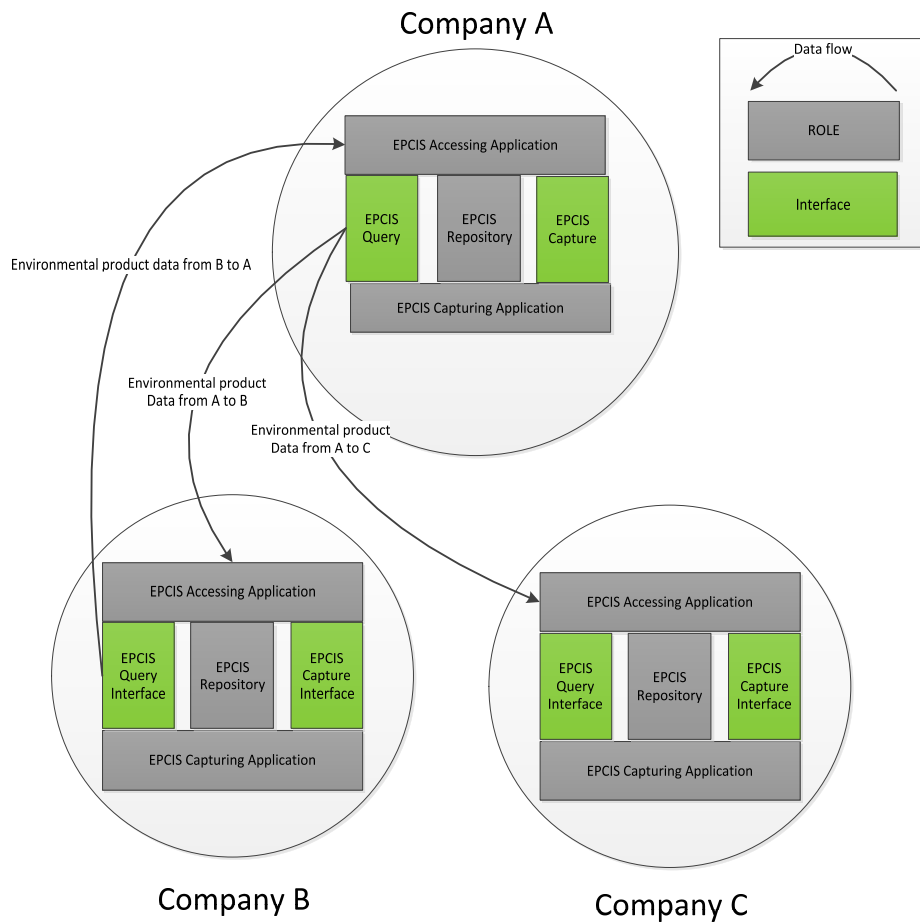 Company A
Data flow
ROLE
Interface
EPCIS Accessing Application
EPCIS
Query
EPCIS
Repository
EPCIS
Capture
EPCIS Capturing Application
Environmental product data from B to A
Environmental product
Data from A to B
Environmental product
Data from A to C
EPCIS Accessing Application
EPCIS
Query
Interface
EPCIS
Repository
EPCIS
Capture
Interface
EPCIS Capturing Application
Company B
EPCIS Accessing Application
EPCIS
Query
Interface
EPCIS
Repository
EPCIS
Capture
Interface
EPCIS Capturing Application
Company C